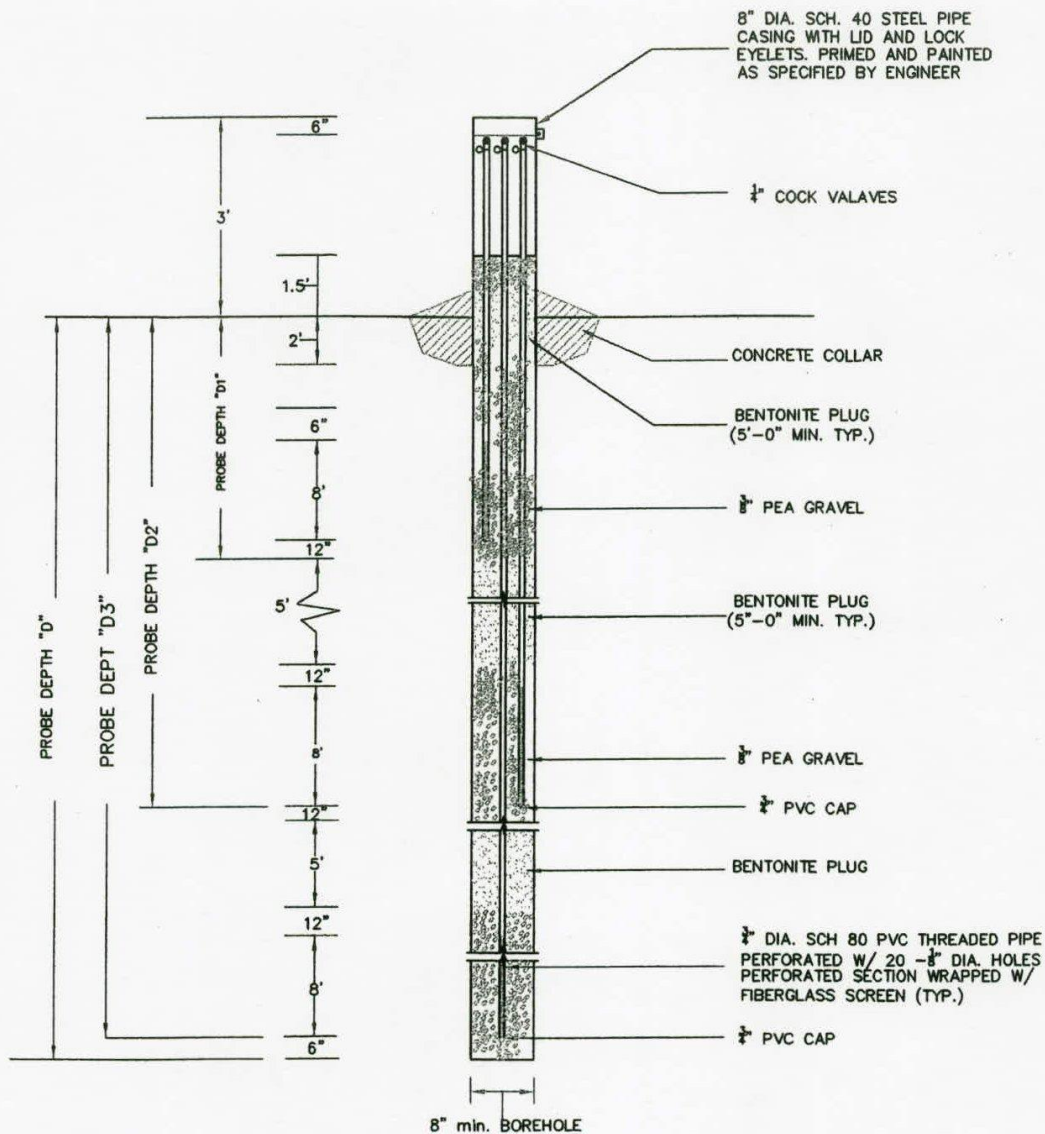 8" DIA. SCH. 40 STEEL PIPE
CASING WITH LID AND LOCK
EYELETS. PRIMED AND PAINTED
AS SPECIFIED BY ENGINEER
6"
¼" COCK VALAVES
3'
1.5'
2'
CONCRETE COLLAR
PROBE DEPTH "D1"
6"
BENTONITE PLUG
(5'-0" MIN. TYP.)
8'
⅜" PEA GRAVEL
12"
PROBE DEPTH "D2"
PROBE DEPT "D3"
PROBE DEPTH "D"
5'
BENTONITE PLUG
(5"-0" MIN. TYP.)
12"
8'
⅜" PEA GRAVEL
12"
¾" PVC CAP
5'
BENTONITE PLUG
12"
¾" DIA. SCH 80 PVC THREADED PIPE
PERFORATED W/ 20 - DIA. HOLES
PERFORATED SECTION WRAPPED W/
FIBERGLASS SCREEN (TYP.)
8'
¾" PVC CAP
6"
8" min. BOREHOLE